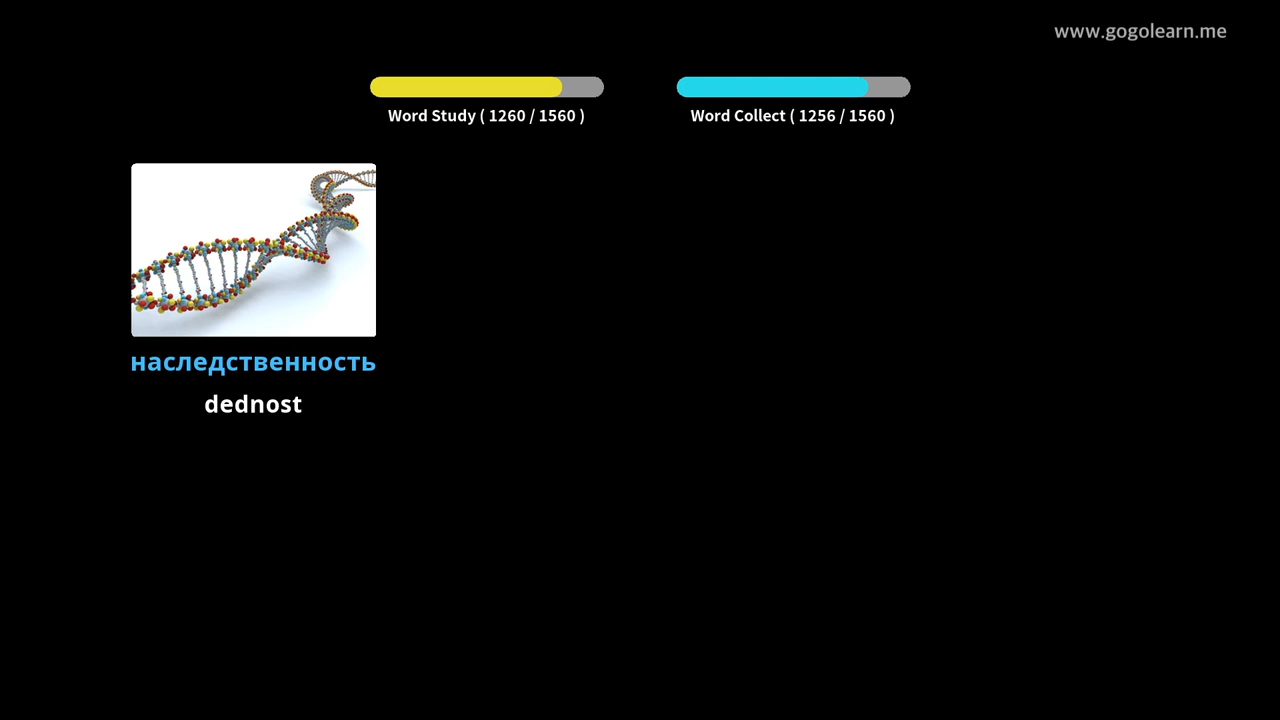 www.gogolearn.me
Word Study ( 1260 / 1560 )
Word Collect ( 1256 / 1560 )
наследственность
dednost